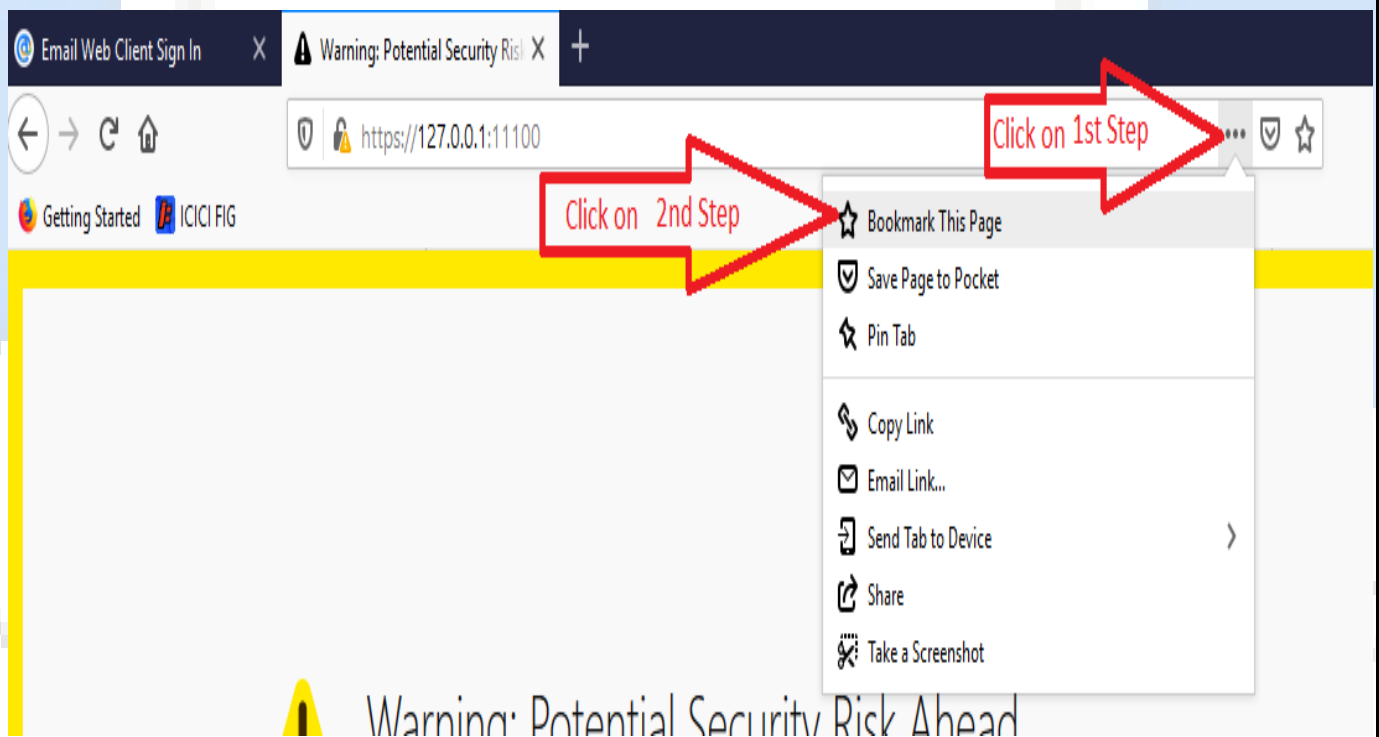 Email Web Client Sign In
Warning: Potential Security Ris
https://127.0.0.1:11100
Click on 1st Step
Getting Started ICICI FIG
Click on 2nd Step
Bookmark This Page
Save Page to Pocket
Pin Tab
Copy Link
Email Link...
Send Tab to Device
Share
Take a Screenshot
Warning: Potential Security Risk Ahead